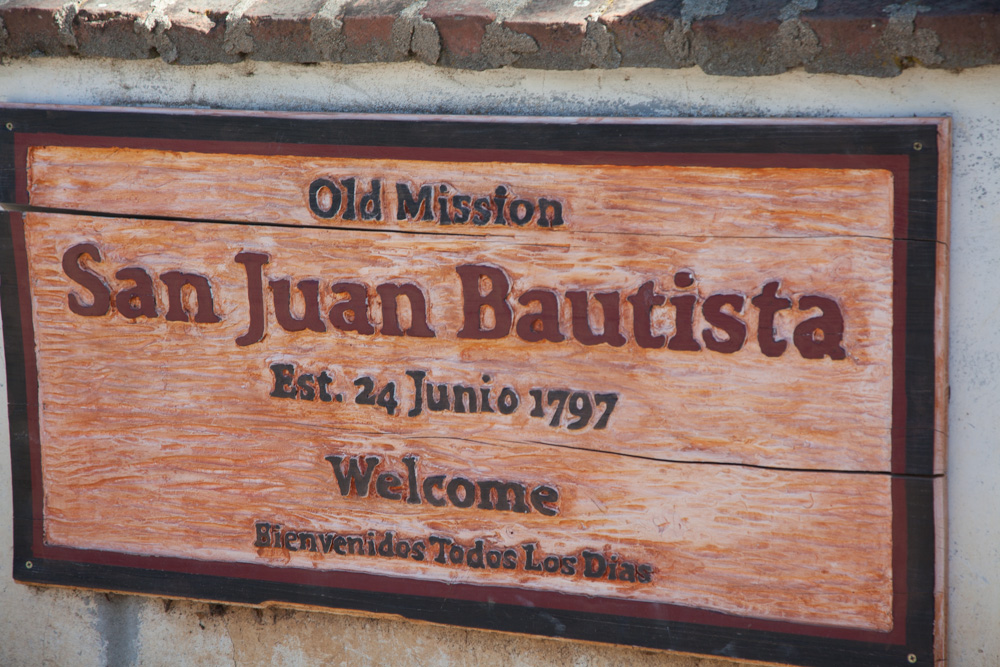 Old Mission
San Juan Bautista
Est. 24 Junio 1797
Welcome
Bienvenidos Todos Los Dias